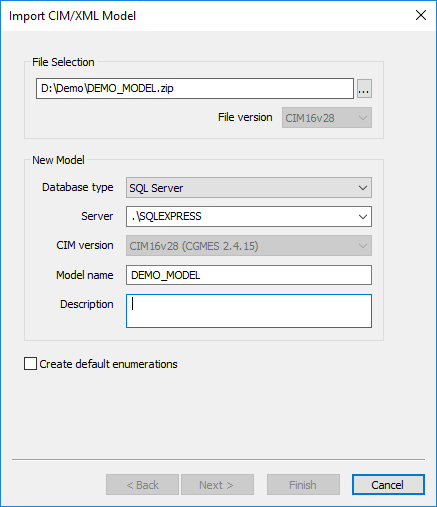 Import CIM/XML Model
File Selection
D:\Demo\DEMO_MODEL.zip
...
File version CIM16v28
New Model
Database type SQL Server
Server .\SQLEXPRESS
CIM version CIM16v28 (CGMES 2.4.15)
Model name DEMO_MODEL
Description
Create default enumerations
< Back Next > Finish Cancel